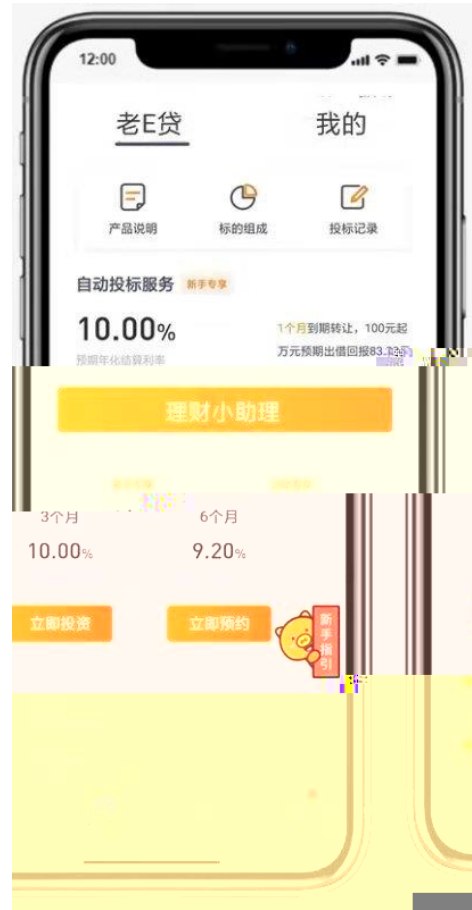 12:00
老E贷 我的
产品说明 标的组成 投标记录
自动投标服务 新手专享
10.00%
1个月到期转让，100元起
预期年化结算利率
万元预期出借回报83.
理财小助理
3个月 6个月
10.00% 9.20%
立即投资 立即预约
新手指引